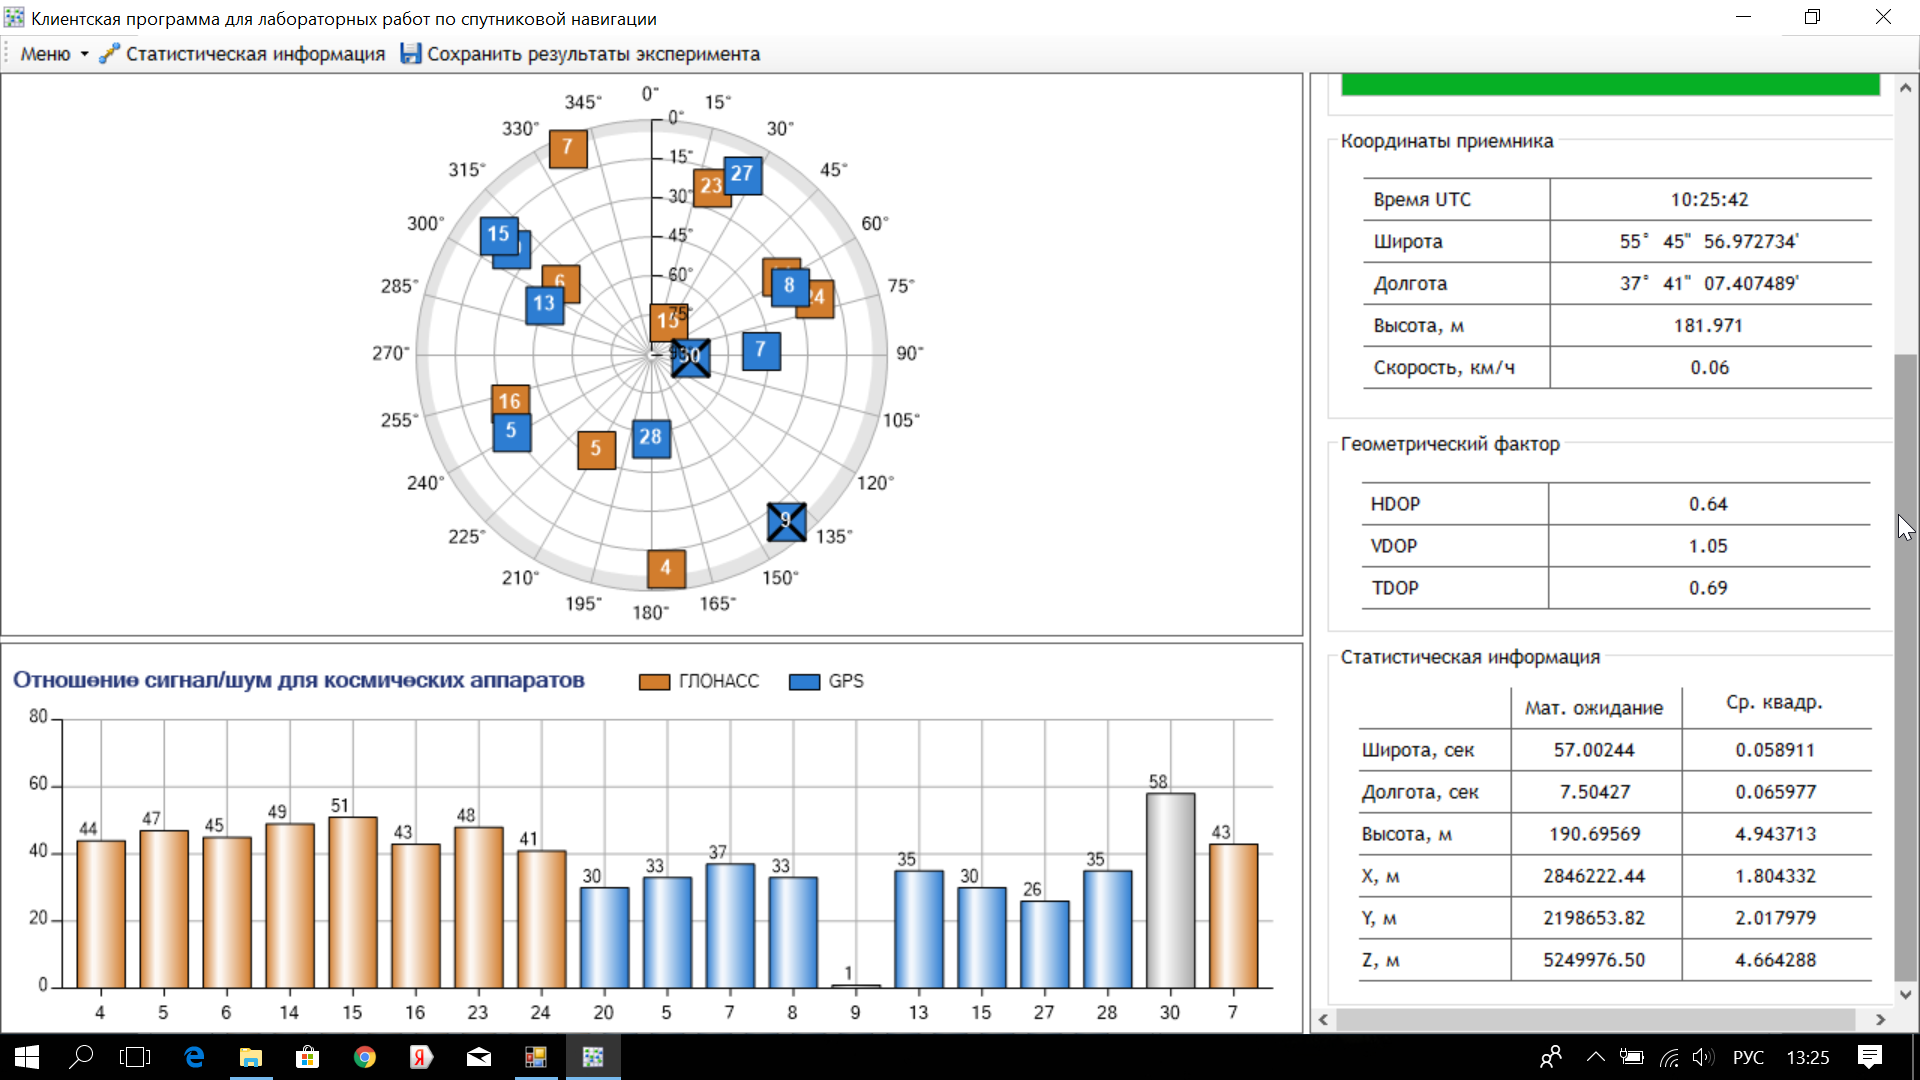 Клиентская программа для лабораторных работ по спутниковой навигации
Меню Статистическая информация Сохранить результаты эксперимента
0°
15°
30°
45°
60°
75°
90°
105°
120°
135°
150°
165°
180°
195°
210°
225°
240°
255°
270°
285°
300°
315°
330°
345°
0°
15°
30°
45°
60°
75°
7
23
27
15
6
13
8
24
15
30
7
16
5
5
28
9
4
Отношение сигнал/шум для космических аппаратов
ГЛОНАСС GPS
80
60
40
20
0
44 47 45 49 51 43 48 41 30 33 37 33 1 35 30 26 35 58 43
4 5 6 14 15 16 23 24 20 5 7 8 9 13 15 27 28 30 7
Координаты приемника
Время UTC 10:25:42
Широта 55° 45" 56.972734'
Долгота 37° 41" 07.407489'
Высота, м 181.971
Скорость, км/ч 0.06
Геометрический фактор
HDOP 0.64
VDOP 1.05
TDOP 0.69
Статистическая информация
Мат. ожидание Ср. квадр.
Широта, сек 57.00244 0.058911
Долгота, сек 7.50427 0.065977
Высота, м 190.69569 4.943713
X, м 2846222.44 1.804332
Y, м 2198653.82 2.017979
Z, м 5249976.50 4.664288
РУС 13:25